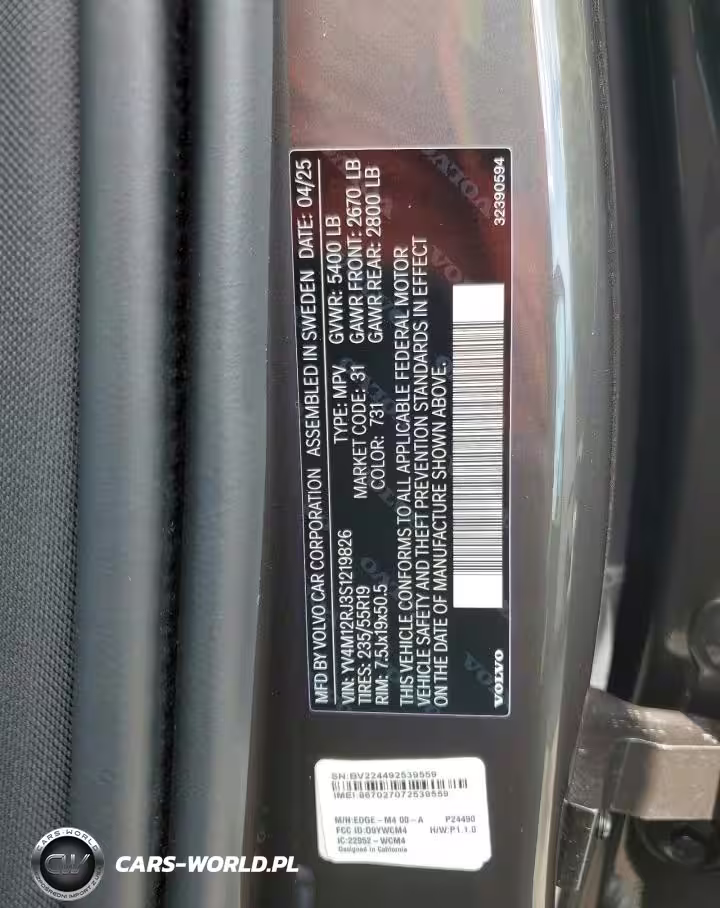 MFD BY VOLVO CAR CORPORATION ASSEMBLED IN SWEDEN DATE: 04/25
VIN: YV4M12RJ3S1219826 TYPE: MPV GVWR: 5400 LB
TIRES: 235/55R19 MARKET CODE: 31 GAWR FRONT: 2670 LB
RIM: 7.5Jx19x50.5 COLOR: 731 GAWR REAR: 2800 LB
THIS VEHICLE CONFORMS TO ALL APPLICABLE FEDERAL MOTOR
VEHICLE SAFETY AND THEFT PREVENTION STANDARDS IN EFFECT
ON THE DATE OF MANUFACTURE SHOWN ABOVE.
VOLVO 32390594
SN:BV224492539559
IMEI:867027072539559
M/N:EDGE-M4 00-A P24490
FCC ID:O9YWCM4 H/W:P1.1.0
IC:22952-WCM4
Designed in California
CW
CARS-WORLD.PL